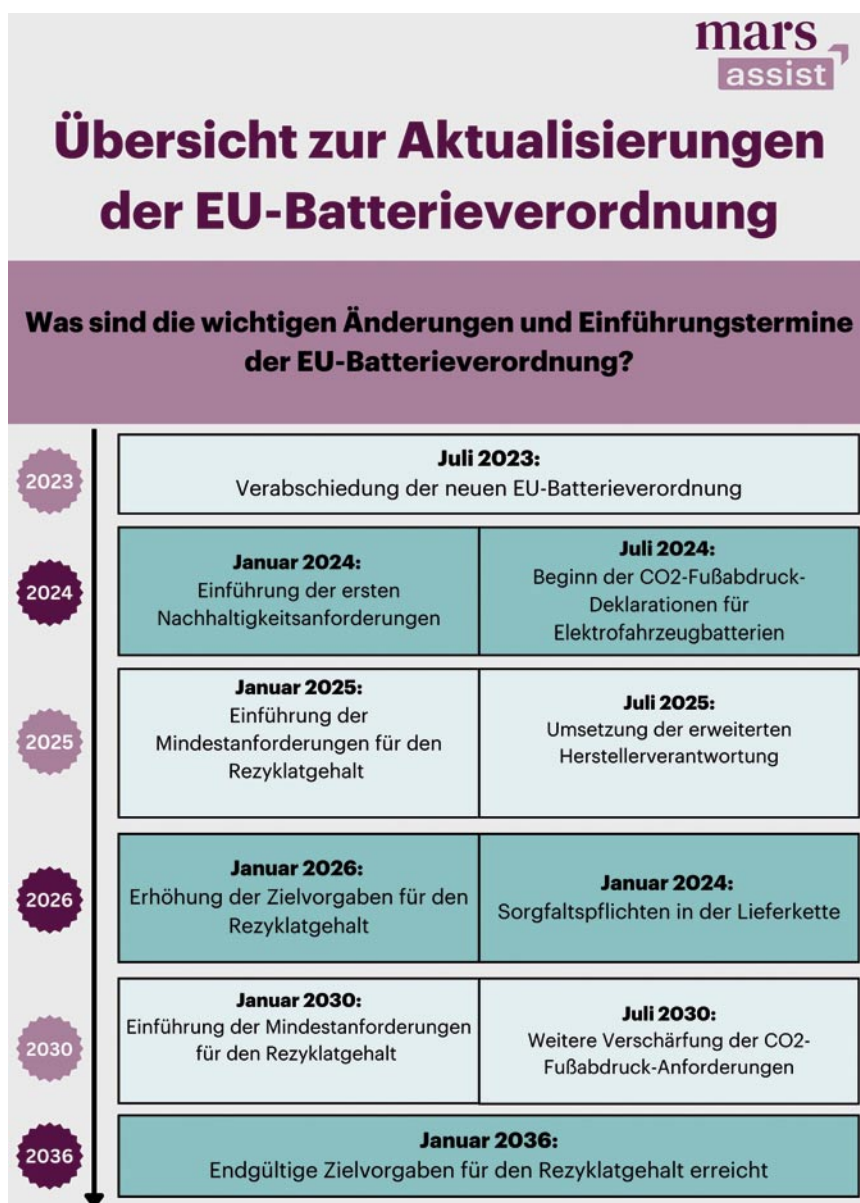 mars
assist
Übersicht zur Aktualisierungen
der EU-Batterieverordnung
Was sind die wichtigen Änderungen und Einführungstermine
der EU-Batterieverordnung?
2023
Juli 2023:
Verabschiedung der neuen EU-Batterieverordnung
2024
Januar 2024:
Einführung der ersten
Nachhaltigkeitsanforderungen
Juli 2024:
Beginn der CO2-Fußabdruck-
Deklarationen für
Elektrofahrzeugbatterien
2025
Januar 2025:
Einführung der
Mindestanforderungen für den
Rezyklatgehalt
Juli 2025:
Umsetzung der erweiterten
Herstellerverantwortung
2026
Januar 2026:
Erhöhung der Zielvorgaben für den
Rezyklatgehalt
Januar 2024:
Sorgfaltspflichten in der Lieferkette
2030
Januar 2030:
Einführung der Mindestanforderungen
für den Rezyklatgehalt
Juli 2030:
Weitere Verschärfung der CO2-
Fußabdruck-Anforderungen
2036
Januar 2036:
Endgültige Zielvorgaben für den Rezyklatgehalt erreicht